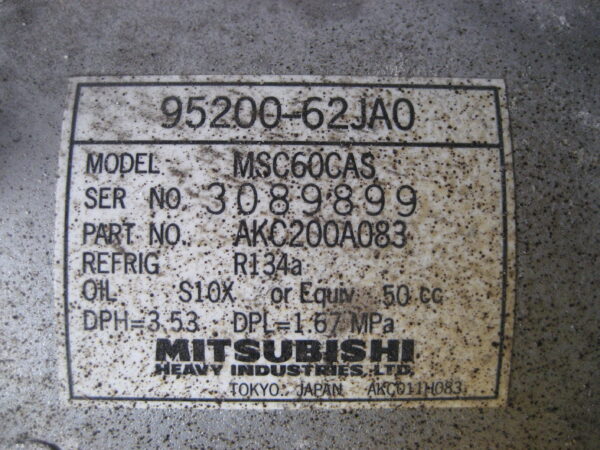 95200-62JA0
MODEL MSC60CAS
SER NO. 3089899
PART NO. AKC200A083
REFRIG R134a
OIL S10X or Equiv 50 cc
DPH=3.53 DPL=1.67 MPa
MITSUBISHI
HEAVY INDUSTRIES, LTD.
TOKYO JAPAN AKC011H083